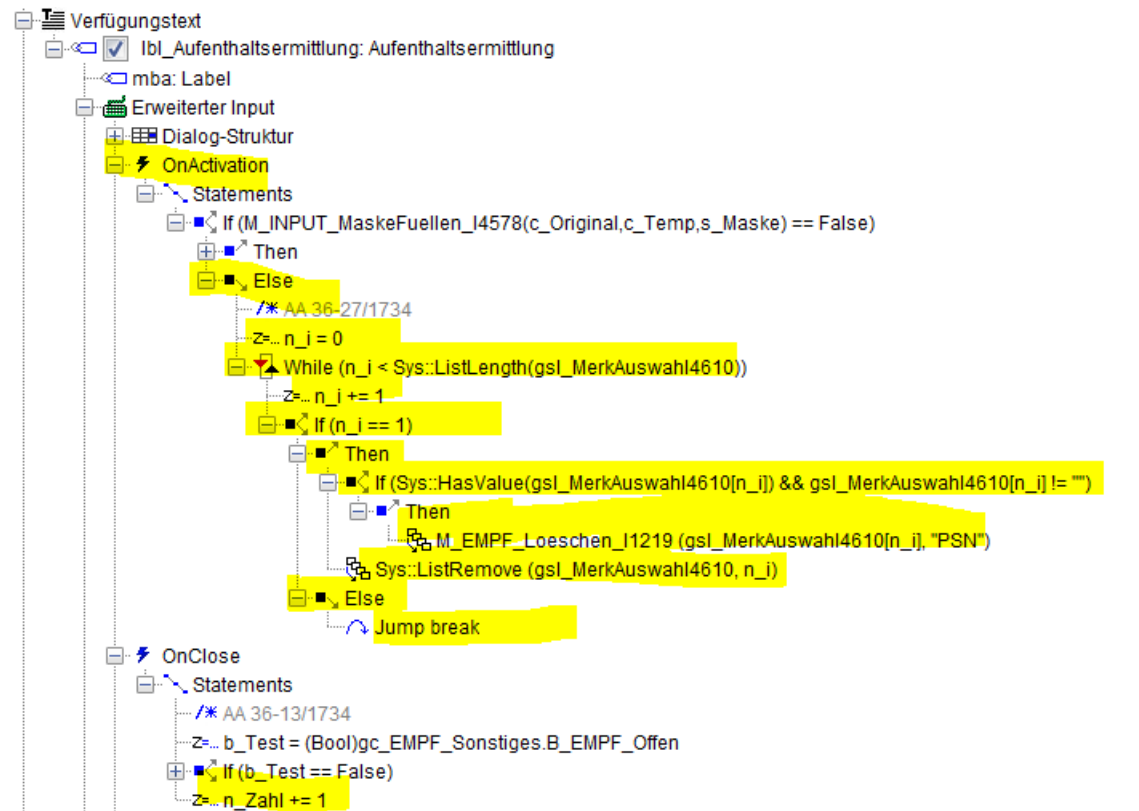 Verfügungstext
lbl_Aufenthaltsermittlung: Aufenthaltsermittlung
mba: Label
Erweiterter Input
Dialog-Struktur
OnActivation
Statements
If (M_INPUT_MaskeFuellen_I4578(c_Original,c_Temp,s_Maske) == False)
Then
Else
/* AA 36-27/1734
z=... n_i = 0
While (n_i < Sys::ListLength(gsl_MerkAuswahl4610))
z=... n_i += 1
If (n_i == 1)
Then
If (Sys::HasValue(gsl_MerkAuswahl4610[n_i]) && gsl_MerkAuswahl4610[n_i] != "")
Then
M_EMPF_Loeschen_I1219 (gsl_MerkAuswahl4610[n_i], "PSN")
Sys::ListRemove (gsl_MerkAuswahl4610, n_i)
Else
Jump break
OnClose
Statements
/* AA 36-13/1734
z=... b_Test = (Bool)gc_EMPF_Sonstiges.B_EMPF_Offen
If (b_Test == False)
z=... n_Zahl += 1